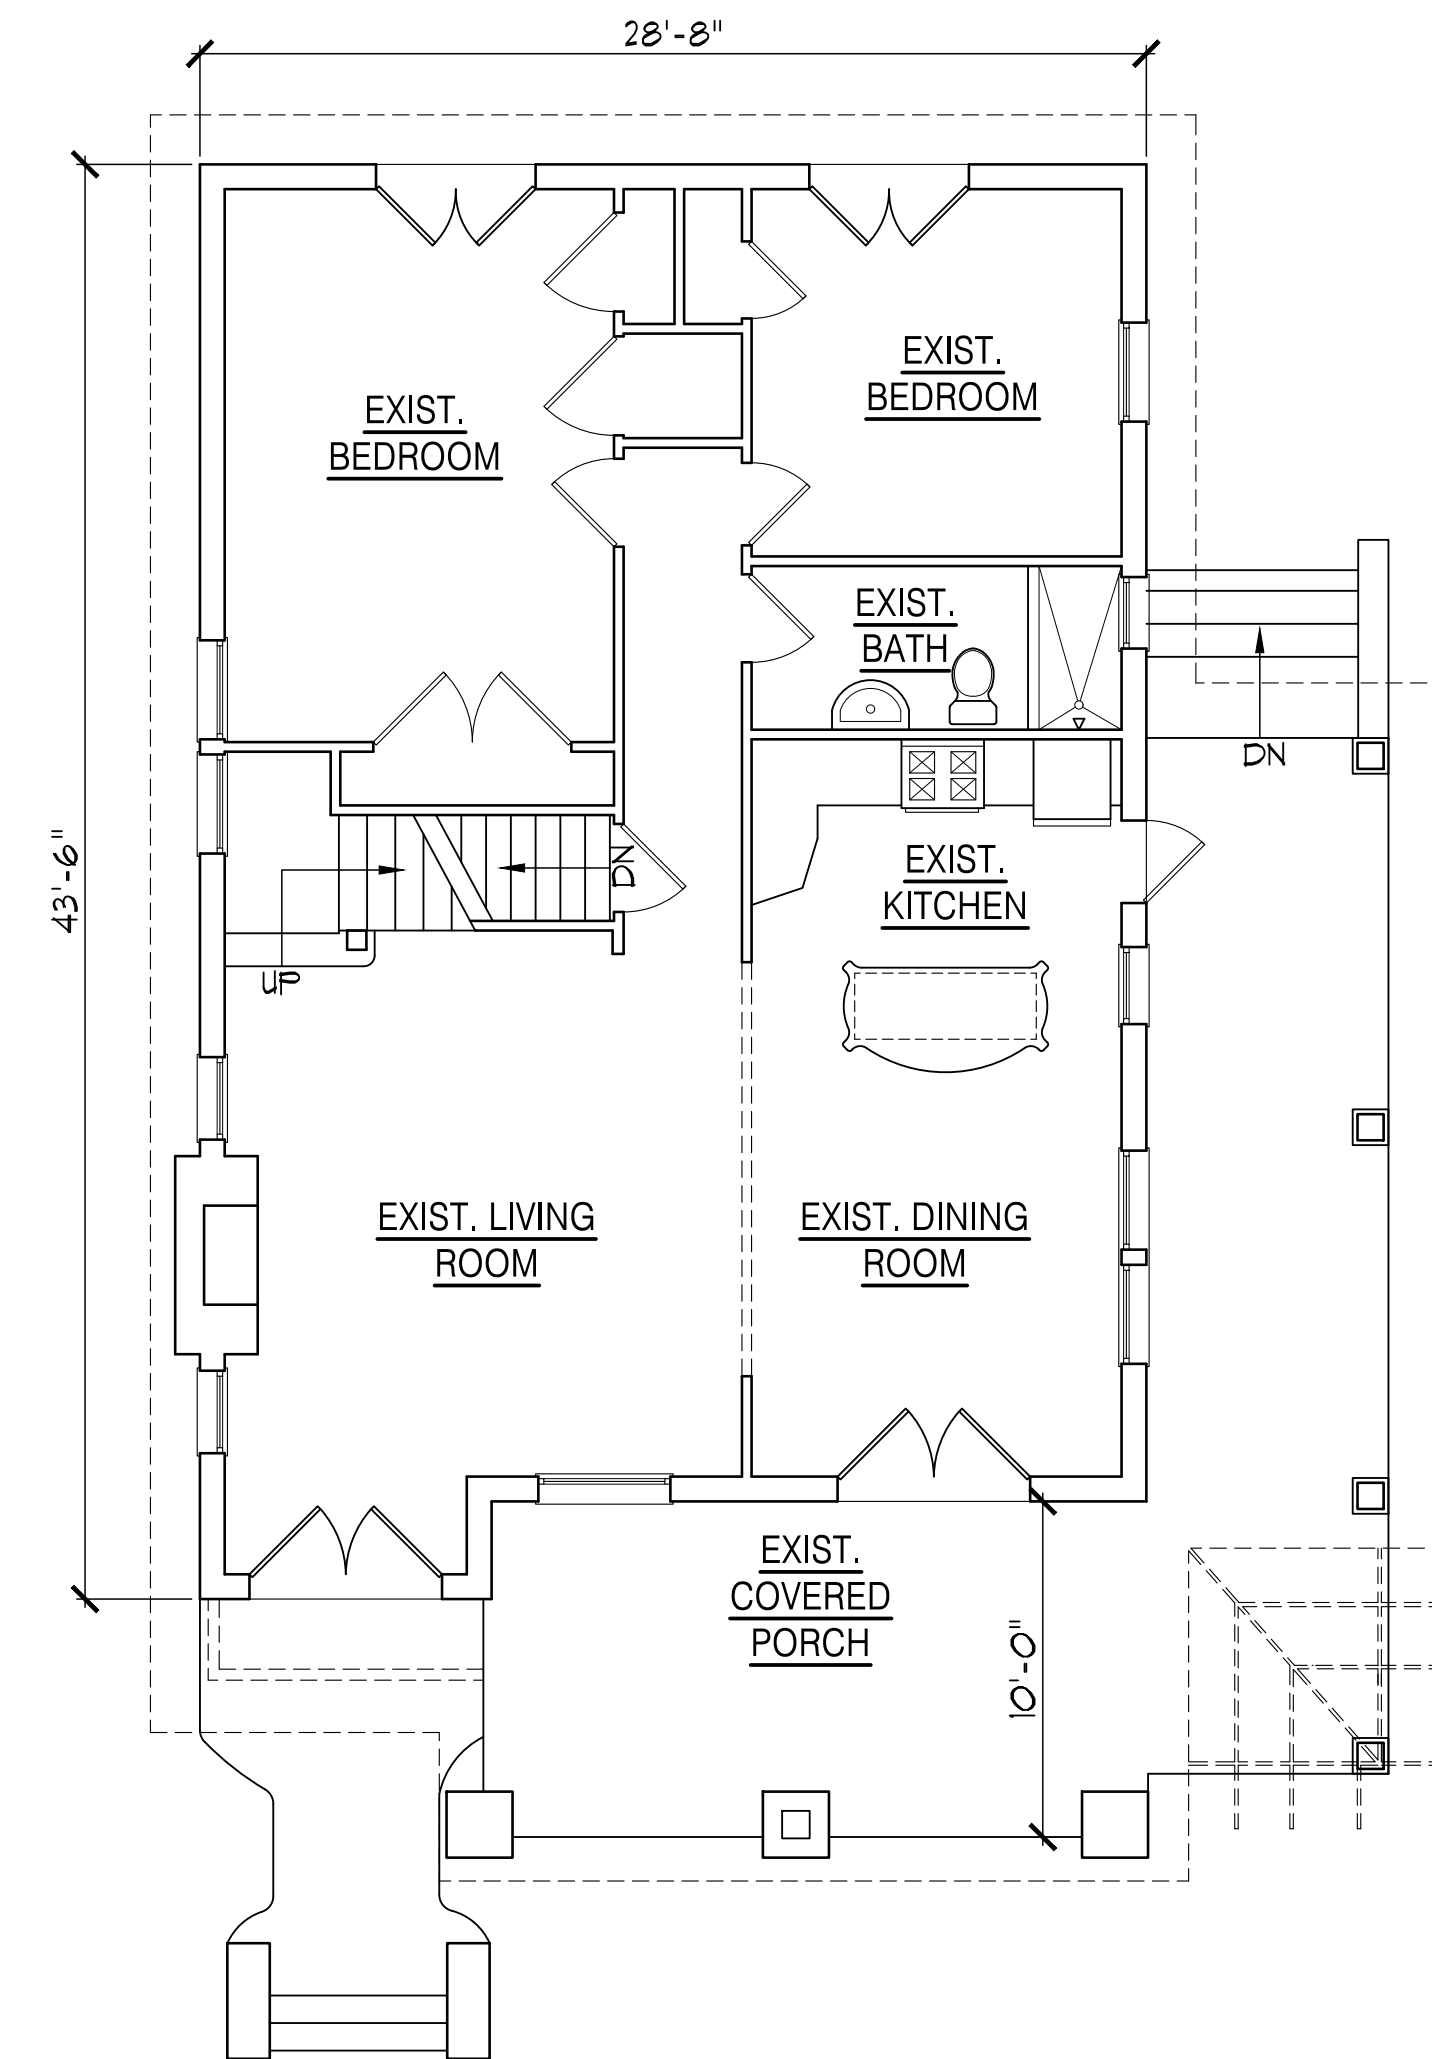 28'-8"
EXIST.
BEDROOM
EXIST.
BEDROOM
EXIST.
BATH
DN
43'-6"
DN
EXIST.
KITCHEN
UP
EXIST. LIVING
ROOM
EXIST. DINING
ROOM
EXIST.
COVERED
PORCH
10'-0"